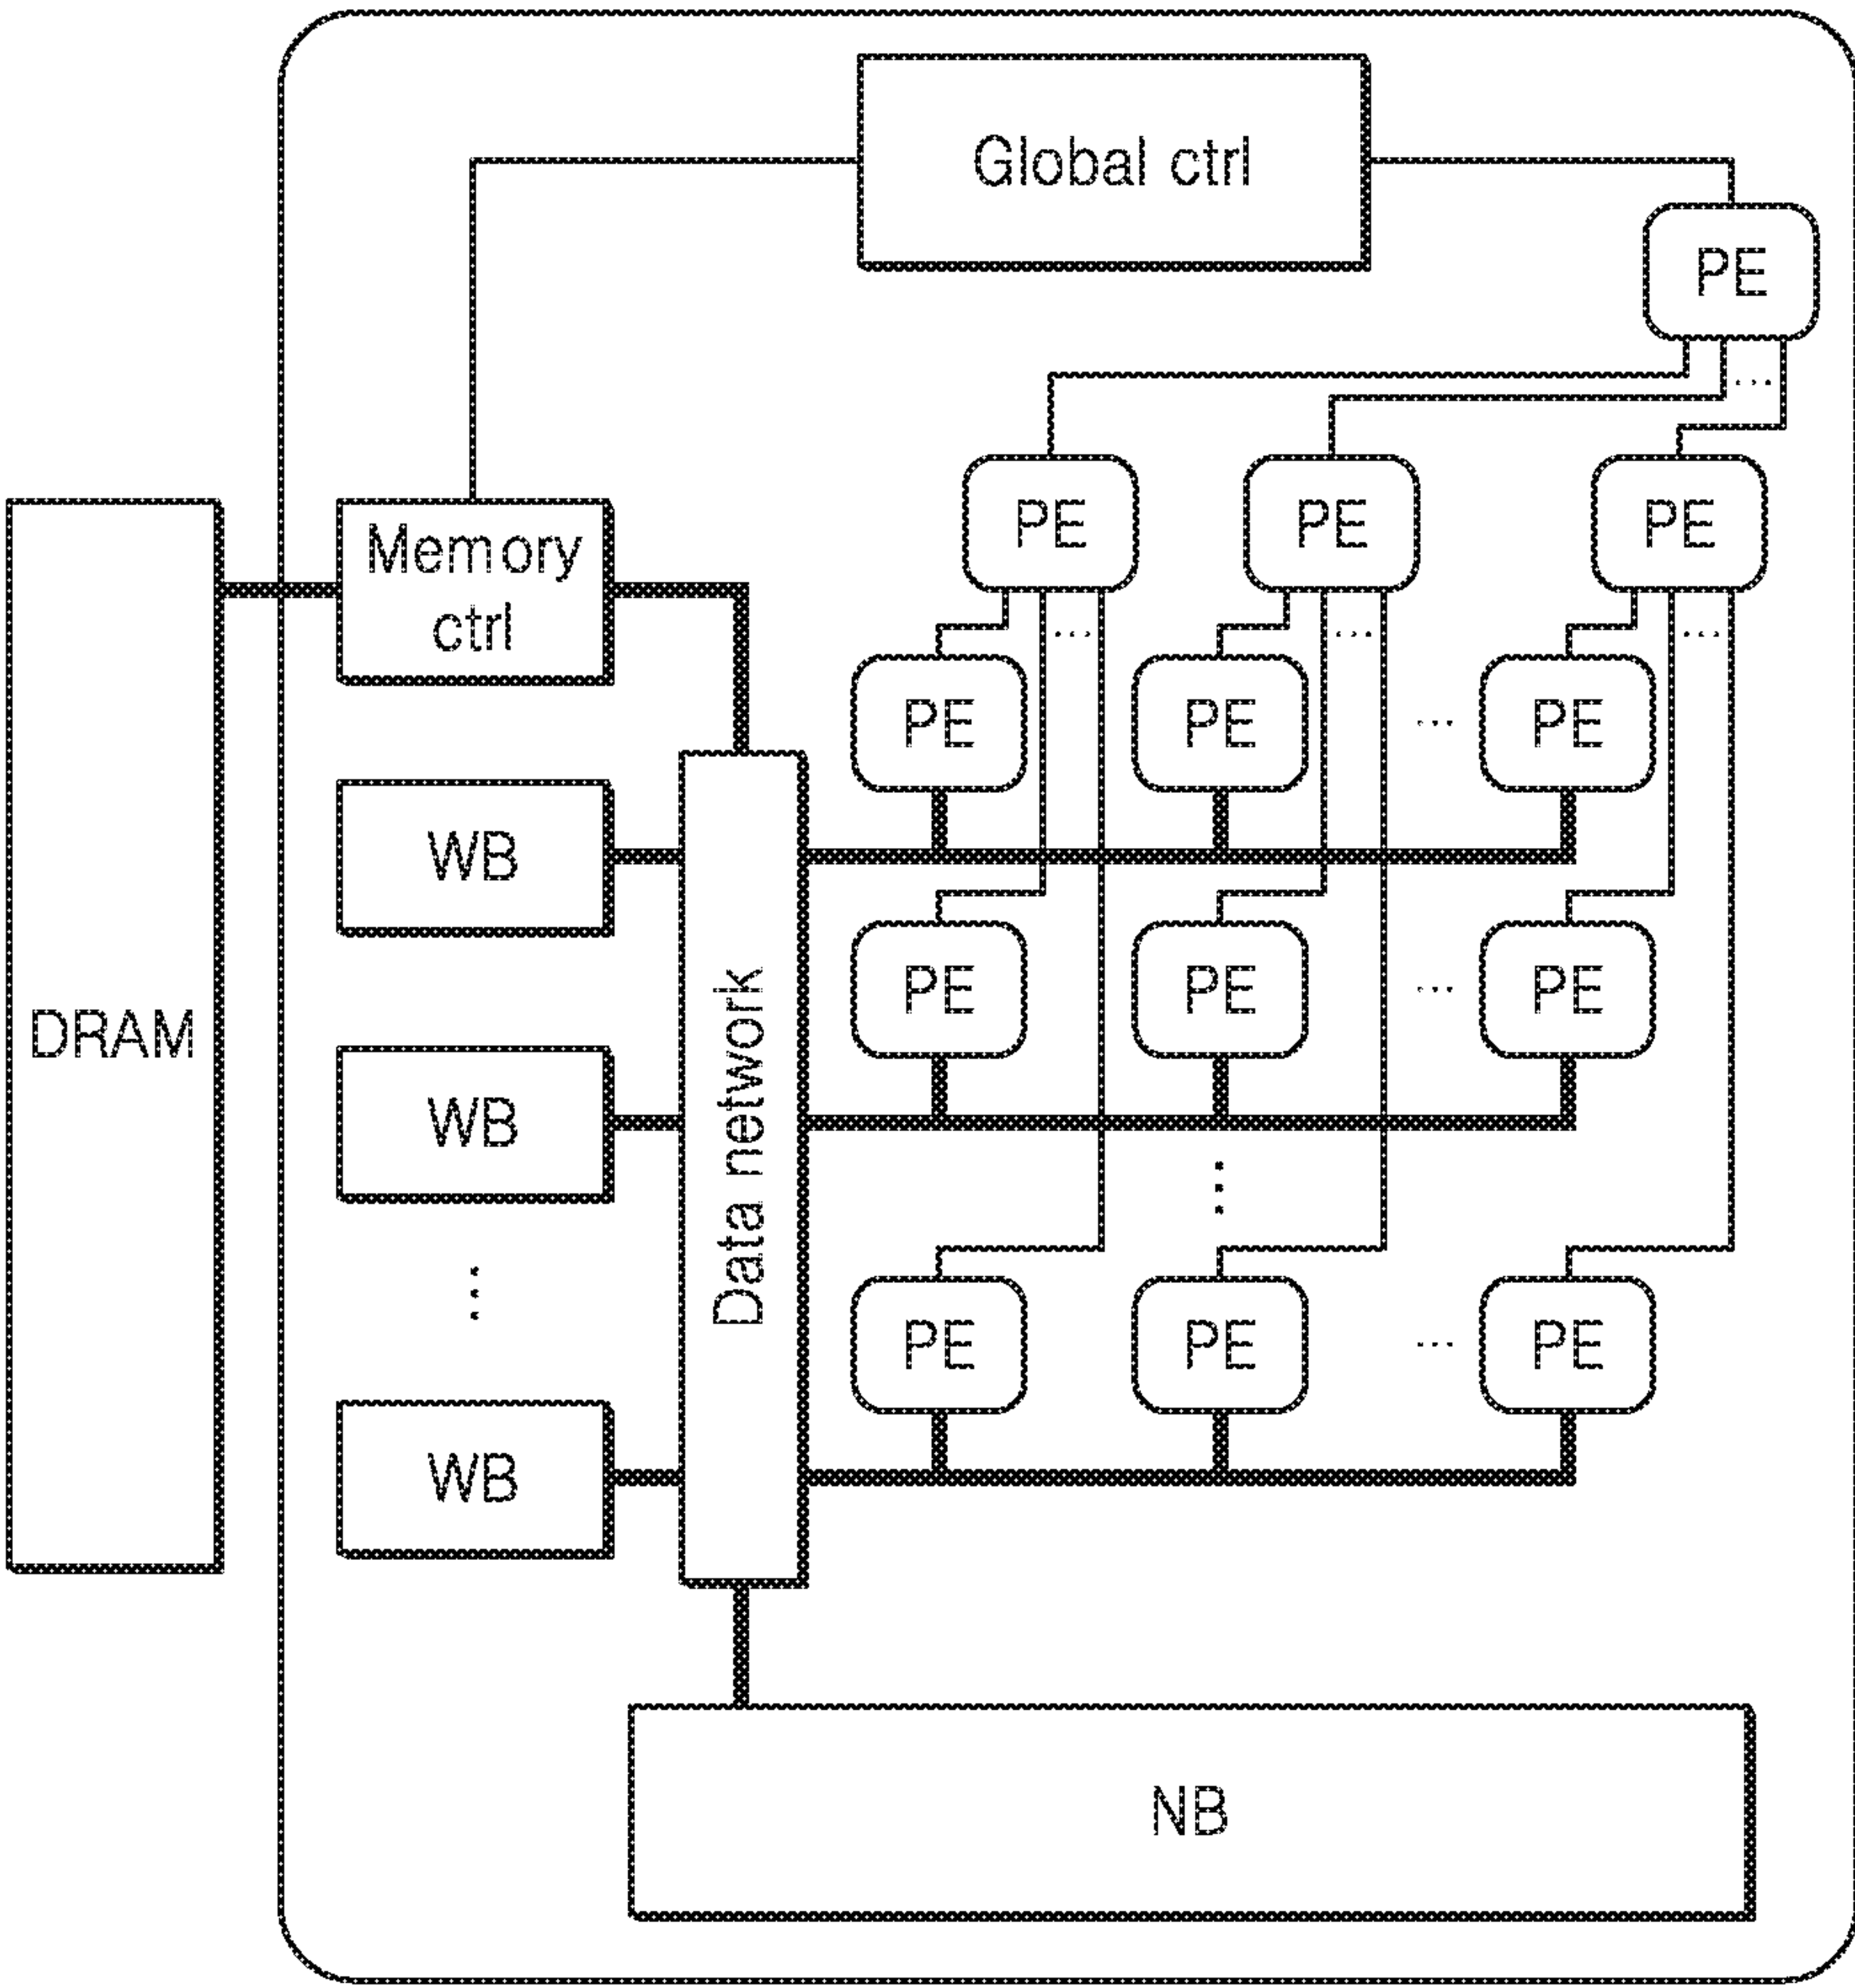 Global ctrl
PE
...
PE
PE
PE
Memory
ctrl
...
...
...
PE
PE
...
PE
WB
PE
PE
...
PE
DRAM
Data network
WB
...
...
PE
PE
...
PE
WB
NB